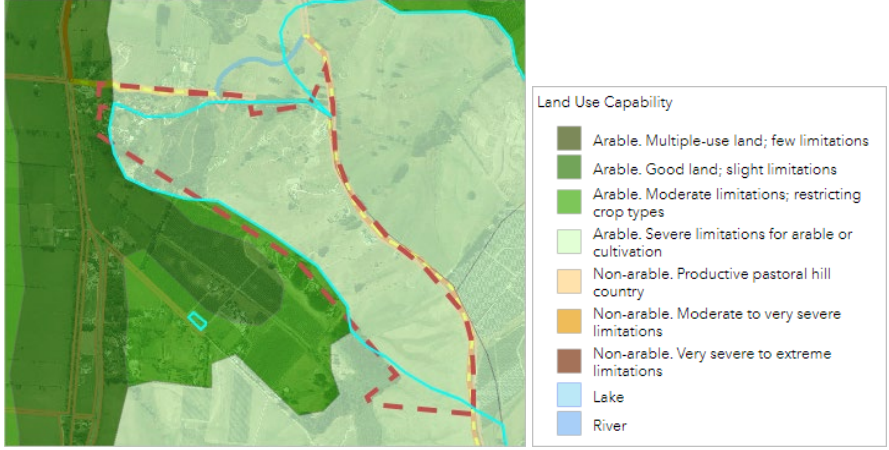 Land Use Capability
Arable. Multiple-use land; few limitations
Arable. Good land; slight limitations
Arable. Moderate limitations; restricting
crop types
Arable. Severe limitations for arable or
cultivation
Non-arable. Productive pastoral hill
country
Non-arable. Moderate to very severe
limitations
Non-arable. Very severe to extreme
limitations
Lake
River